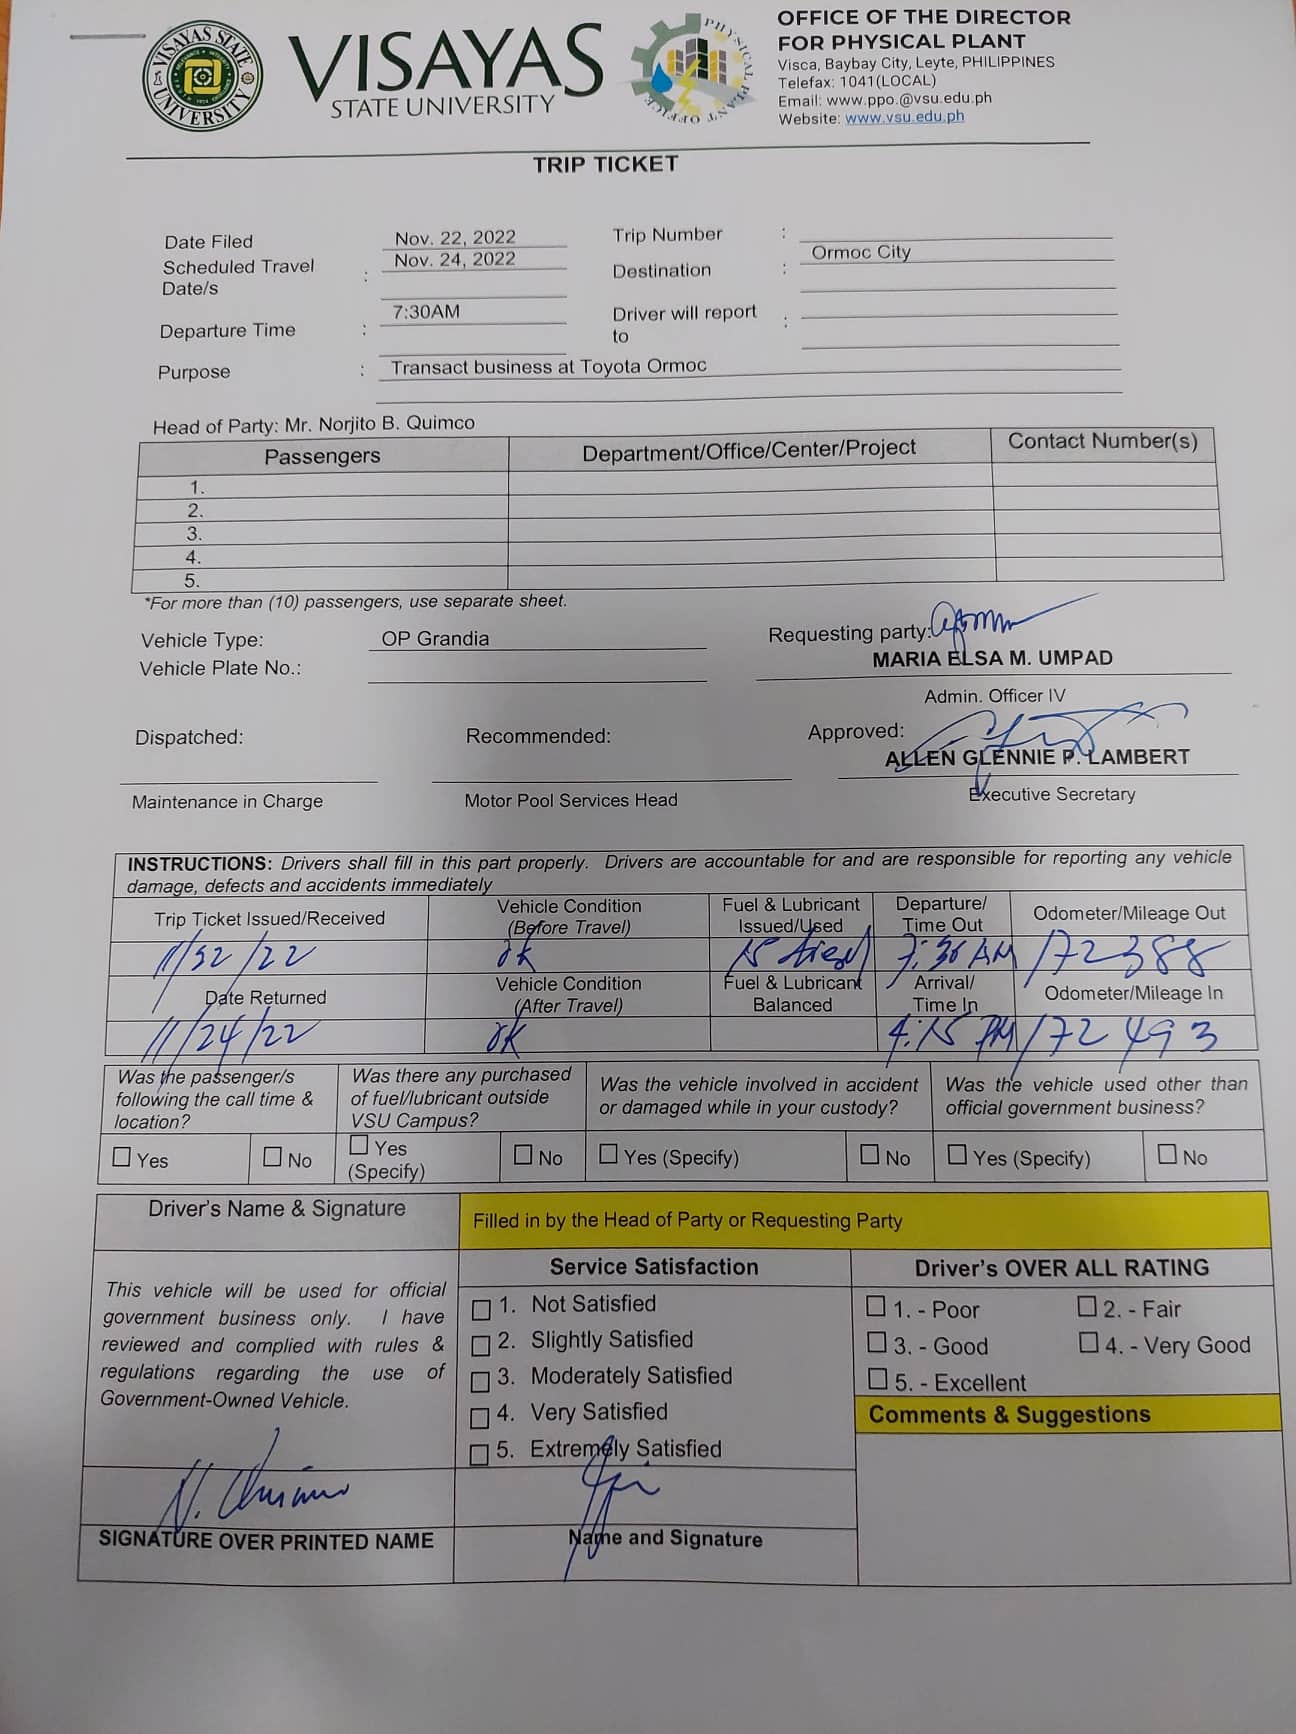 VISAYAS STATE UNIVERSITY
VISAYAS
STATE UNIVERSITY
PHYSICAL PLANT OFFICE
OFFICE OF THE DIRECTOR
FOR PHYSICAL PLANT
Visca, Baybay City, Leyte, PHILIPPINES
Telefax: 1041(LOCAL)
Email: www.ppo.@vsu.edu.ph
Website: www.vsu.edu.ph
TRIP TICKET
Date Filed Nov. 22, 2022 Trip Number :
Scheduled Travel Date/s : Nov. 24, 2022 Destination : Ormoc City
Departure Time : 7:30AM Driver will report to :
Purpose : Transact business at Toyota Ormoc
Head of Party: Mr. Norjito B. Quimco
Passengers Department/Office/Center/Project Contact Number(s)
1.
2.
3.
4.
5.
*For more than (10) passengers, use separate sheet.
Vehicle Type: OP Grandia Requesting party:
Vehicle Plate No.: MARIA ELSA M. UMPAD
Admin. Officer IV
Dispatched: Recommended: Approved:
ALLEN GLENNIE P. LAMBERT
Maintenance in Charge Motor Pool Services Head Executive Secretary
INSTRUCTIONS: Drivers shall fill in this part properly. Drivers are accountable for and are responsible for reporting any vehicle
damage, defects and accidents immediately
Trip Ticket Issued/Received Vehicle Condition (Before Travel) Fuel & Lubricant Issued/Used Departure/ Time Out Odometer/Mileage Out
ok 15 7:30 AM 172388
Date Returned Vehicle Condition (After Travel) Fuel & Lubricant Balanced Arrival/ Time In Odometer/Mileage In
11/24/22 ok 4:15 PM 172493
Was the passenger/s following the call time & location? Was there any purchased of fuel/lubricant outside VSU Campus? Was the vehicle involved in accident or damaged while in your custody? Was the vehicle used other than official government business?
Yes No Yes (Specify) No Yes (Specify) No Yes (Specify) No
Driver's Name & Signature
Filled in by the Head of Party or Requesting Party
This vehicle will be used for official
government business only. I have
reviewed and complied with rules &
regulations regarding the use of
Government-Owned Vehicle.
Service Satisfaction
1. Not Satisfied
2. Slightly Satisfied
3. Moderately Satisfied
4. Very Satisfied
5. Extremely Satisfied
Driver's OVER ALL RATING
1. - Poor 2. - Fair
3. - Good 4. - Very Good
5. - Excellent
Comments & Suggestions
SIGNATURE OVER PRINTED NAME
Name and Signature